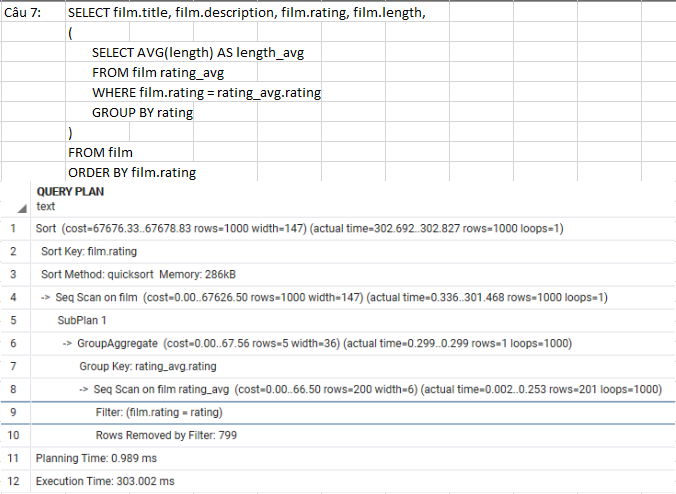 Câu 7: SELECT film.title, film.description, film.rating, film.length,
(
SELECT AVG(length) AS length_avg
FROM film rating_avg
WHERE film.rating = rating_avg.rating
GROUP BY rating
)
FROM film
ORDER BY film.rating
QUERY PLAN
text
1 Sort (cost=67676.33..67678.83 rows=1000 width=147) (actual time=302.692..302.827 rows=1000 loops=1)
2 Sort Key: film.rating
3 Sort Method: quicksort Memory: 286kB
4 -> Seq Scan on film (cost=0.00..67626.50 rows=1000 width=147) (actual time=0.336..301.468 rows=1000 loops=1)
5 SubPlan 1
6 -> GroupAggregate (cost=0.00..67.56 rows=5 width=36) (actual time=0.299..0.299 rows=1 loops=1000)
7 Group Key: rating_avg.rating
8 -> Seq Scan on film rating_avg (cost=0.00..66.50 rows=200 width=6) (actual time=0.002..0.253 rows=201 loops=1000)
9 Filter: (film.rating = rating)
10 Rows Removed by Filter: 799
11 Planning Time: 0.989 ms
12 Execution Time: 303.002 ms